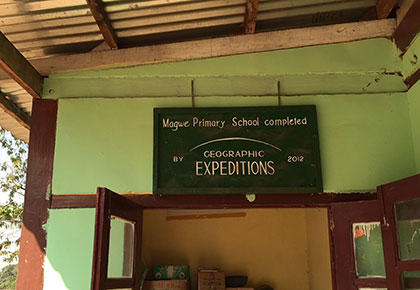 Magwe Primary School completed
BY GEOGRAPHIC 2012
EXPEDITIONS